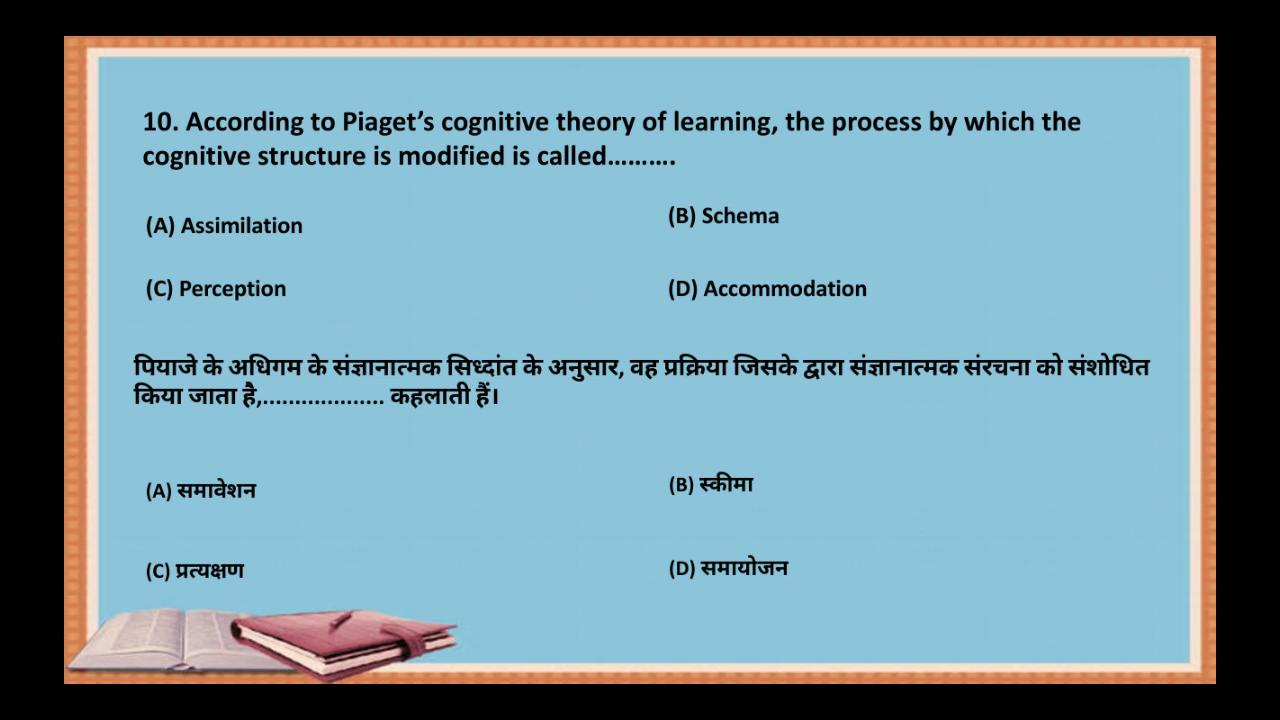 10. According to Piaget’s cognitive theory of learning, the process by which the
cognitive structure is modified is called……….
(A) Assimilation
(B) Schema
(C) Perception
(D) Accommodation
पियाजे के अधिगम के संज्ञानात्मक सिध्दांत के अनुसार, वह प्रक्रिया जिसके द्वारा संज्ञानात्मक संरचना को संशोधित
किया जाता है,................... कहलाती हैं।
(A) समावेशन
(B) स्कीमा
(C) प्रत्यक्षण
(D) समायोजन